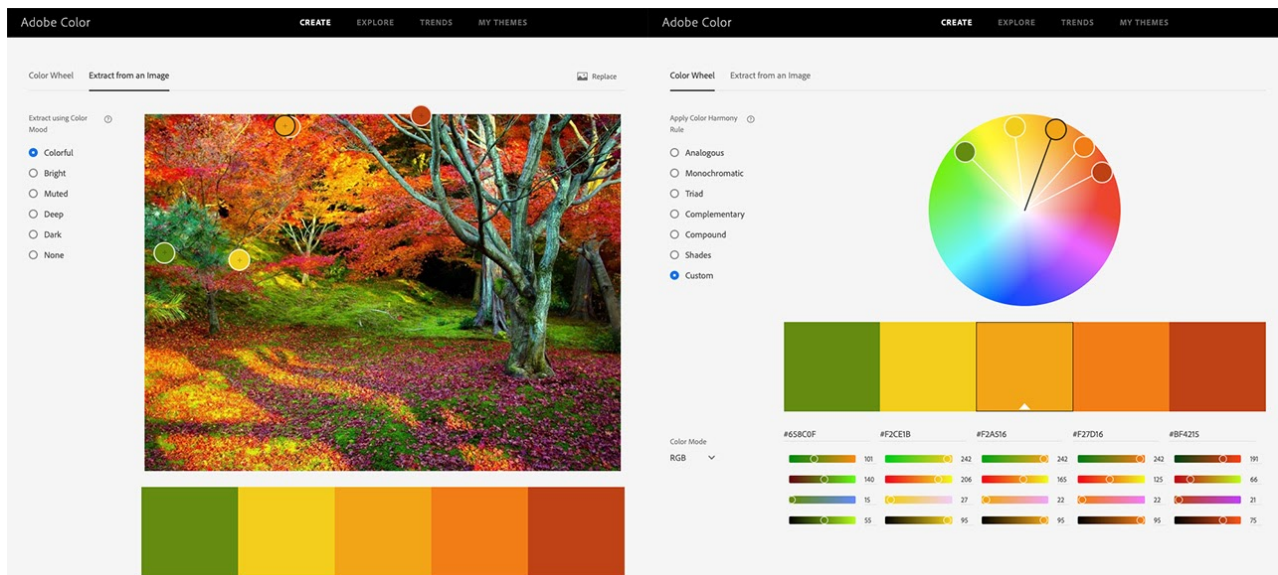 Adobe Color
CREATE EXPLORE TRENDS MY THEMES
Color Wheel Extract from an Image
Replace
Extract using Color
Mood
Colorful
Bright
Muted
Deep
Dark
None
Adobe Color
CREATE EXPLORE TRENDS MY THEMES
Color Wheel Extract from an Image
Apply Color Harmony
Rule
Analogous
Monochromatic
Triad
Complementary
Compound
Shades
Custom
#658C0F #F2CE1B #F2A516 #F27D16 #BF4215
Color Mode
RGB
101 242 242 242 191
140 206 165 125 66
15 27 22 22 21
55 95 95 95 75